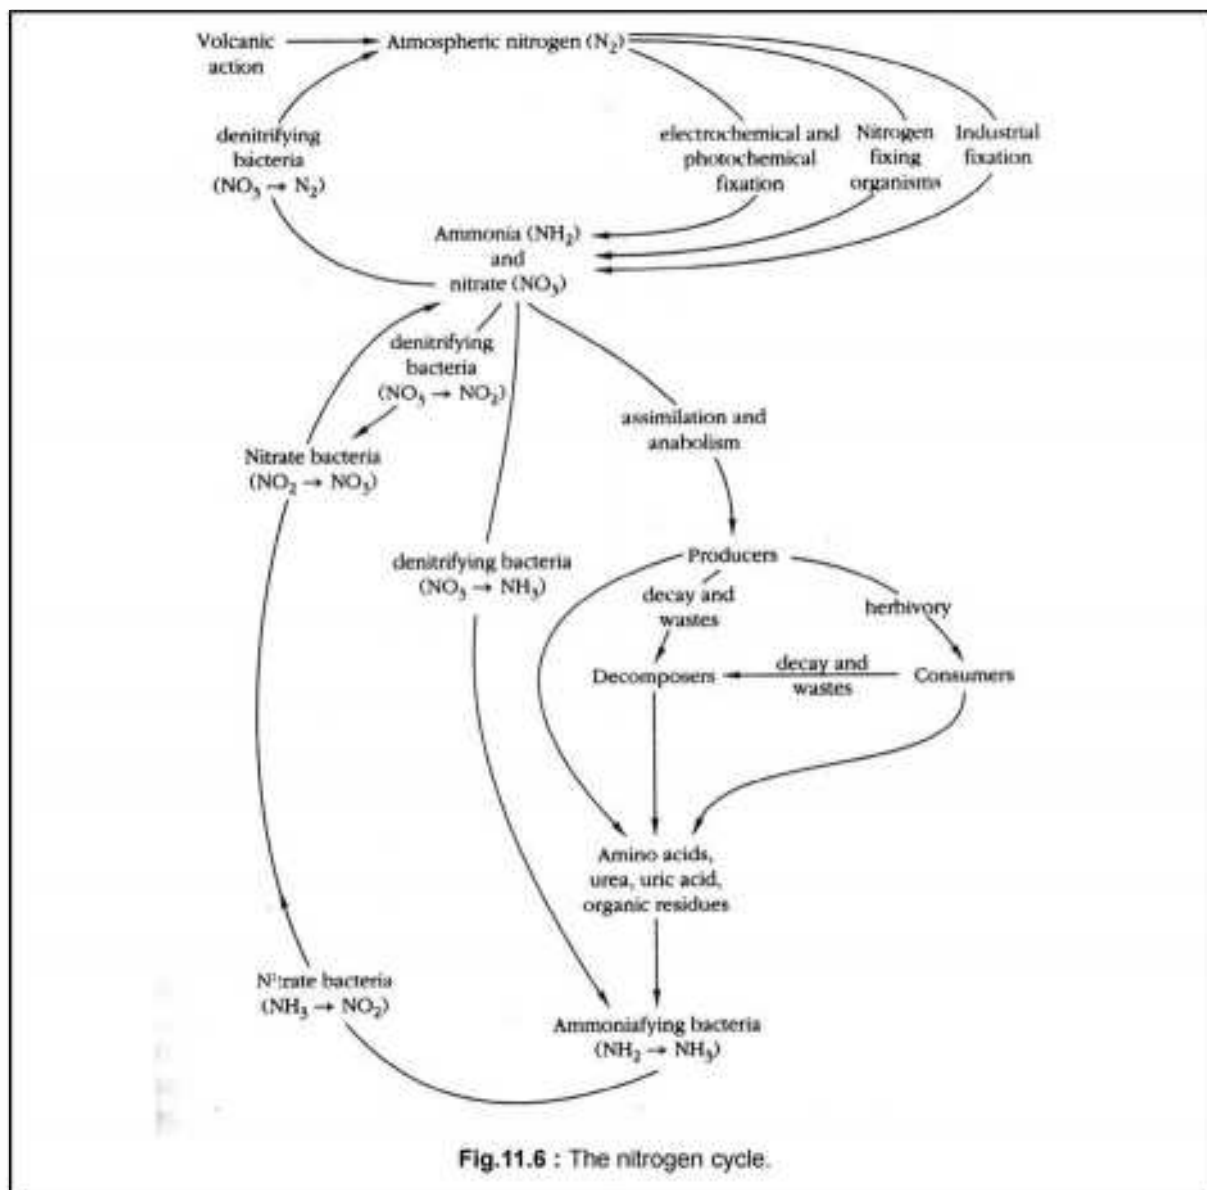 Volcanic
action
Atmospheric nitrogen (N₂)
denitrifying
bacteria
(NO₃ → N₂)
electrochemical and
photochemical
fixation
Nitrogen
fixing
organisms
Industrial
fixation
Ammonia (NH₂)
and
nitrate (NO₃)
denitrifying
bacteria
(NO₃ → NO₂)
assimilation and
anabolism
Nitrate bacteria
(NO₂ → NO₃)
denitrifying bacteria
(NO₃ → NH₃)
Producers
decay and
wastes
herbivory
Decomposers
decay and
wastes
Consumers
Amino acids,
urea, uric acid,
organic residues
N²:rate bacteria
(NH₃ → NO₂)
Ammoniafying bacteria
(NH₂ → NH₃)
Fig.11.6 : The nitrogen cycle.